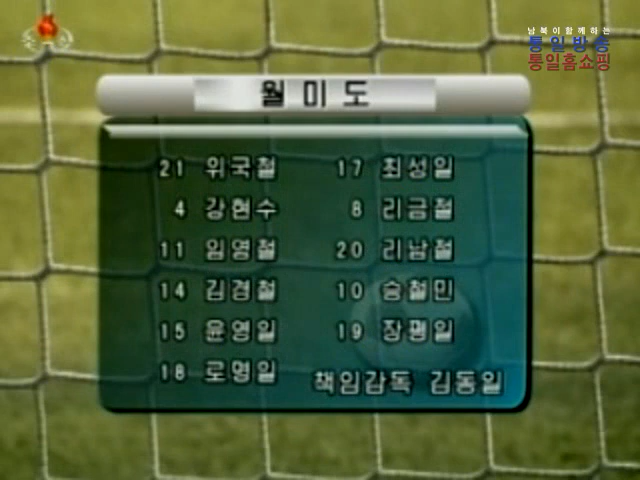 남북이함께하는
통일방송
통일홈쇼핑
월미도
21 위국철 17 최성일
4 강현수 8 리금철
11 임영철 20 리남철
14 김경철 10 승철민
15 윤영일 19 장평일
18 로명일 책임감독 김동일